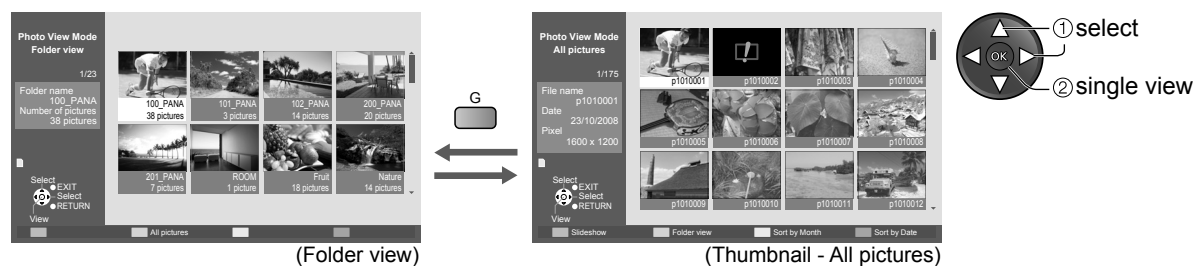 Photo View Mode
Folder view
1/23
Folder name
100_PANA
Number of pictures
38 pictures
Select
EXIT
Select
RETURN
View
100_PANA
38 pictures
101_PANA
3 pictures
102_PANA
14 pictures
200_PANA
20 pictures
201_PANA
7 pictures
ROOM
1 picture
Fruit
18 pictures
Nature
14 pictures
All pictures
(Folder view)
G
Photo View Mode
All pictures
1/175
File name
p1010001
Date
23/10/2008
Pixel
1600 x 1200
Select
EXIT
Select
RETURN
View
p1010001
p1010002
p1010003
p1010004
p1010005
p1010006
p1010007
p1010008
p1010009
p1010010
p1010011
p1010012
Slideshow
Folder view
Sort by Month
Sort by Date
(Thumbnail - All pictures)
OK
①select
②single view